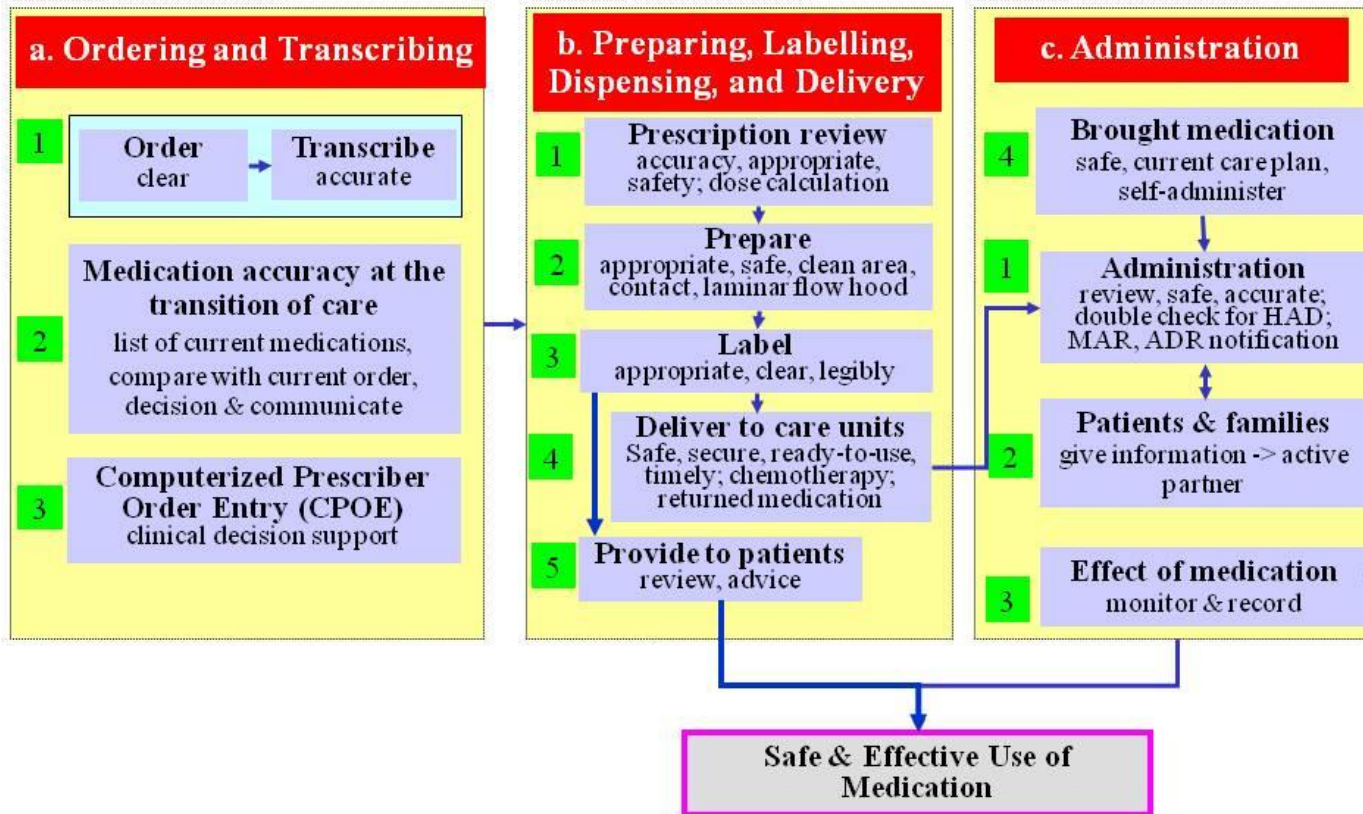 a. Ordering and Transcribing
1
Order
clear
Transcribe
accurate
2
Medication accuracy at the
transition of care
list of current medications,
compare with current order,
decision & communicate
3
Computerized Prescriber
Order Entry (CPOE)
clinical decision support
b. Preparing, Labelling,
Dispensing, and Delivery
1
Prescription review
accuracy, appropriate,
safety; dose calculation
2
Prepare
appropriate, safe, clean area,
contact, laminar flow hood
3
Label
appropriate, clear, legibly
4
Deliver to care units
Safe, secure, ready-to-use,
timely; chemotherapy;
returned medication
5
Provide to patients
review, advice
c. Administration
4
Brought medication
safe, current care plan,
self-administer
1
Administration
review, safe, accurate;
double check for HAD;
MAR, ADR notification
2
Patients & families
give information -> active
partner
3
Effect of medication
monitor & record
Safe & Effective Use of
Medication